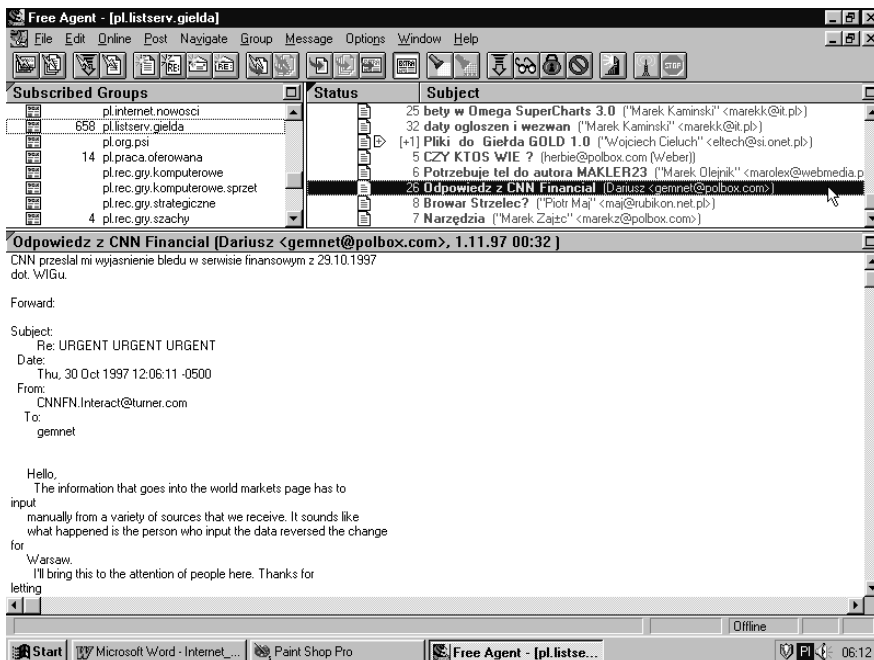 Free Agent - [pl.listserv.gielda]
File Edit Online Post Navigate Group Message Options Window Help
Subscribed Groups
pl.internet.nowosci
658 pl.listserv.gielda
pl.org.psi
14 pl.praca.oferowana
pl.rec.gry.komputerowe
pl.rec.gry.komputerowe.sprzet
pl.rec.gry.strategiczne
4 pl.rec.gry.szachy
Status Subject
25 bety w Omega SuperCharts 3.0 ("Marek Kaminski" <marekk@it.pl>)
32 daty ogloszen i wezwan ("Marek Kaminski" <marekk@it.pl>)
[+1] Pliki do Giełda GOLD 1.0 ("Wojciech Cieluch" <eltech@si.onet.pl>)
5 CZY KTOS WIE ? (herbie@polbox.com (Weber))
6 Potrzebuje tel do autora MAKLER23 ("Marek Olejnik" <marolex@webmedia.p
26 Odpowiedz z CNN Financial (Dariusz <gemnet@polbox.com>)
8 Browar Strzelec? ("Piotr Maj" <maj@rubikon.net.pl>)
7 Narzędzia ("Marek Zaj±c" <marekz@polbox.com>)
Odpowiedz z CNN Financial (Dariusz <gemnet@polbox.com>, 1.11.97 00:32 )
CNN przeslal mi wyjasnienie bledu w serwisie finansowym z 29.10.1997
dot. WIGu.
Forward:
Subject:
Re: URGENT URGENT URGENT
Date:
Thu, 30 Oct 1997 12:06:11 -0500
From:
CNNFN.Interact@turner.com
To:
gemnet
Hello,
The information that goes into the world markets page has to
input
manually from a variety of sources that we receive. It sounds like
what happened is the person who input the data reversed the change
for
Warsaw.
I'll bring this to the attention of people here. Thanks for
letting
Offline
Start Microsoft Word - Internet_... Paint Shop Pro Free Agent - [pl.listse... Pl 06:12